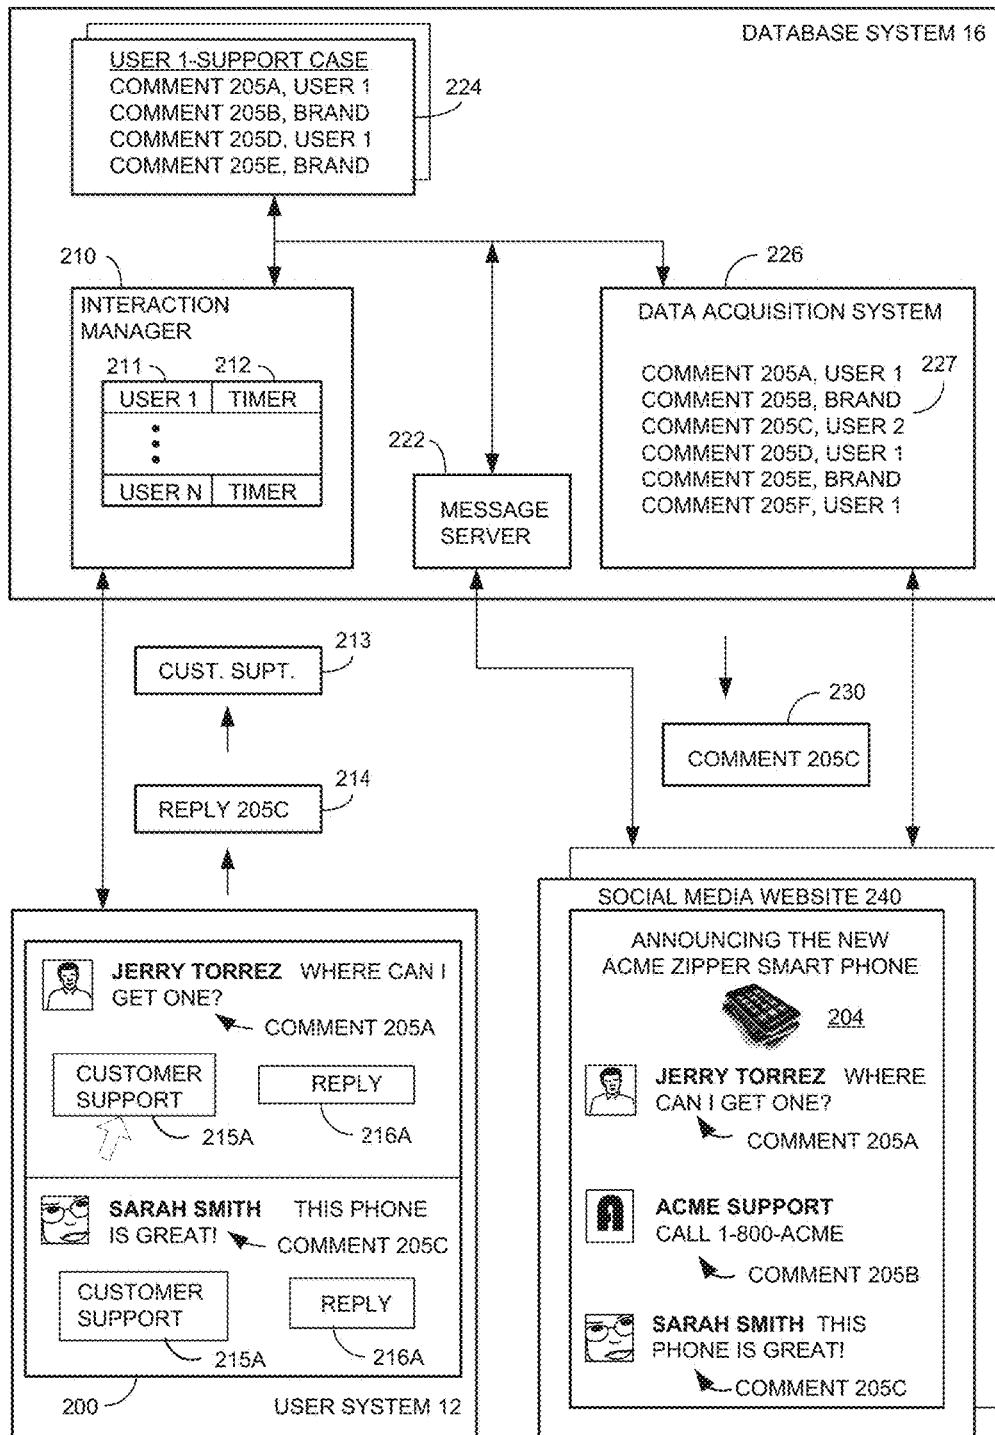 DATABASE SYSTEM 16
USER 1-SUPPORT CASE
COMMENT 205A, USER 1
COMMENT 205B, BRAND
COMMENT 205D, USER 1
COMMENT 205E, BRAND
224
210
INTERACTION
MANAGER
211
212
USER 1
TIMER
USER N
TIMER
222
MESSAGE
SERVER
226
DATA ACQUISITION SYSTEM
227
COMMENT 205A, USER 1
COMMENT 205B, BRAND
COMMENT 205C, USER 2
COMMENT 205D, USER 1
COMMENT 205E, BRAND
COMMENT 205F, USER 1
213
CUST. SUPT.
214
REPLY 205C
230
COMMENT 205C
JERRY TORREZ WHERE CAN I
GET ONE?
COMMENT 205A
CUSTOMER
SUPPORT
REPLY
215A
216A
SARAH SMITH THIS PHONE
IS GREAT!
COMMENT 205C
CUSTOMER
SUPPORT
REPLY
215A
216A
200
USER SYSTEM 12
SOCIAL MEDIA WEBSITE 240
ANNOUNCING THE NEW
ACME ZIPPER SMART PHONE
204
JERRY TORREZ WHERE
CAN I GET ONE?
COMMENT 205A
ACME SUPPORT
CALL 1-800-ACME
COMMENT 205B
SARAH SMITH THIS
PHONE IS GREAT!
COMMENT 205C